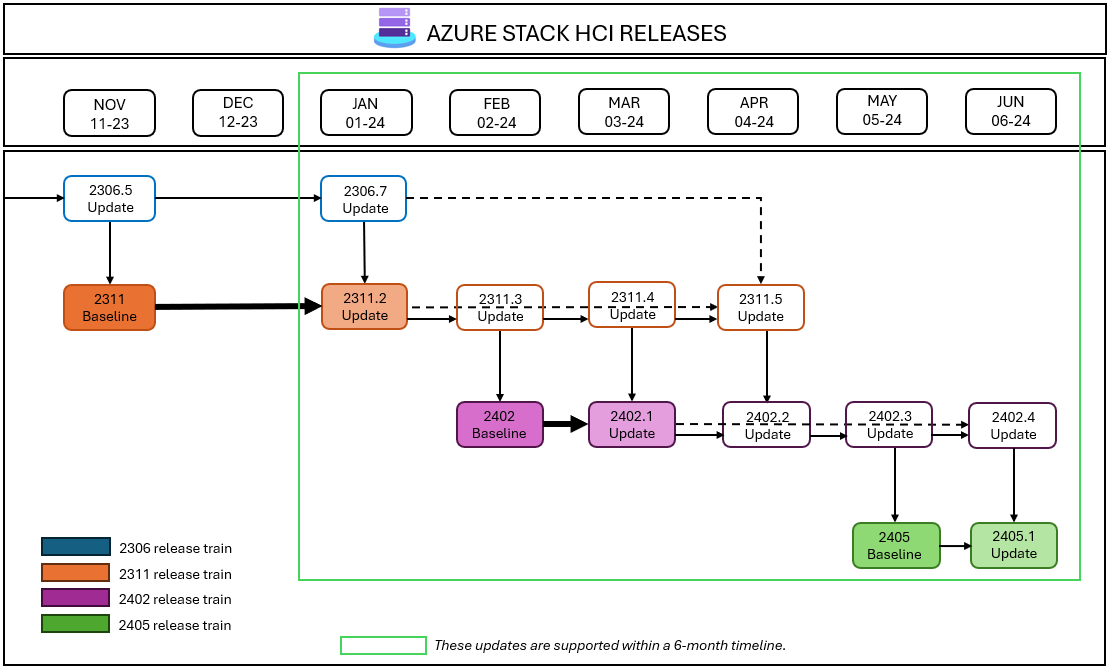 AZURE STACK HCI RELEASES
NOV
11-23
DEC
12-23
JAN
01-24
FEB
02-24
MAR
03-24
APR
04-24
MAY
05-24
JUN
06-24
2306.5
Update
2306.7
Update
2311
Baseline
2311.2
Update
2311.3
Update
2311.4
Update
2311.5
Update
2402
Baseline
2402.1
Update
2402.2
Update
2402.3
Update
2402.4
Update
2405
Baseline
2405.1
Update
2306 release train
2311 release train
2402 release train
2405 release train
These updates are supported within a 6-month timeline.